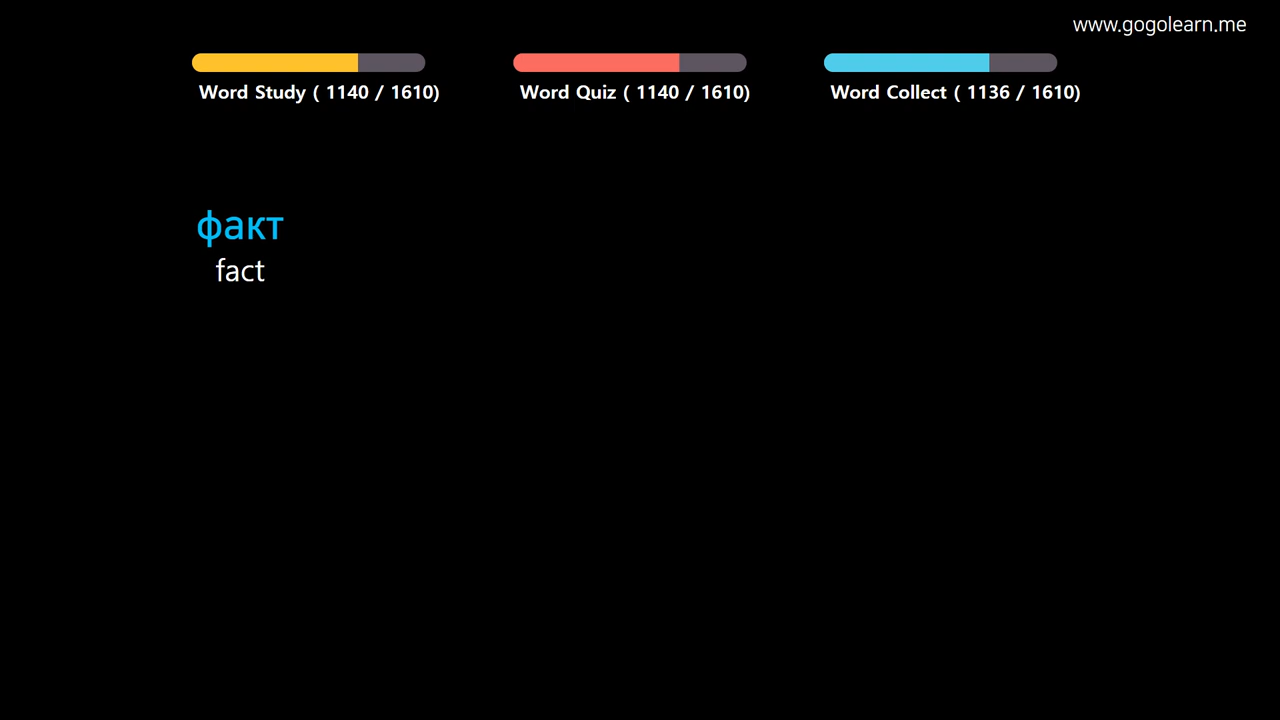 www.gogolearn.me
Word Study ( 1140 / 1610)
Word Quiz ( 1140 / 1610)
Word Collect ( 1136 / 1610)
факт
fact